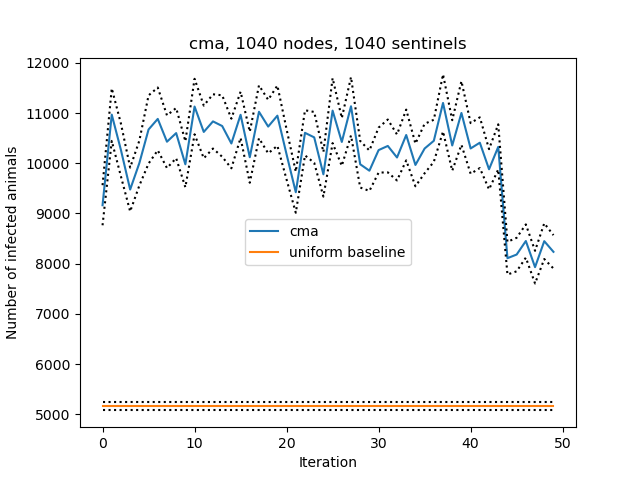 cma, 1040 nodes, 1040 sentinels
Number of infected animals
12000
11000
10000
9000
8000
7000
6000
5000
cma
uniform baseline
0
10
20
30
40
50
Iteration